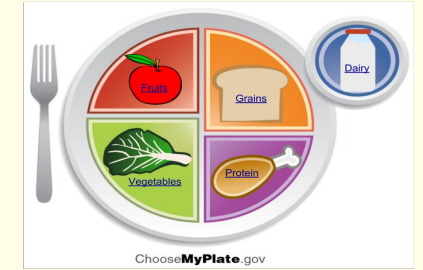 Fruits
Grains
Dairy
Vegetables
Protein
ChooseMyPlate.gov